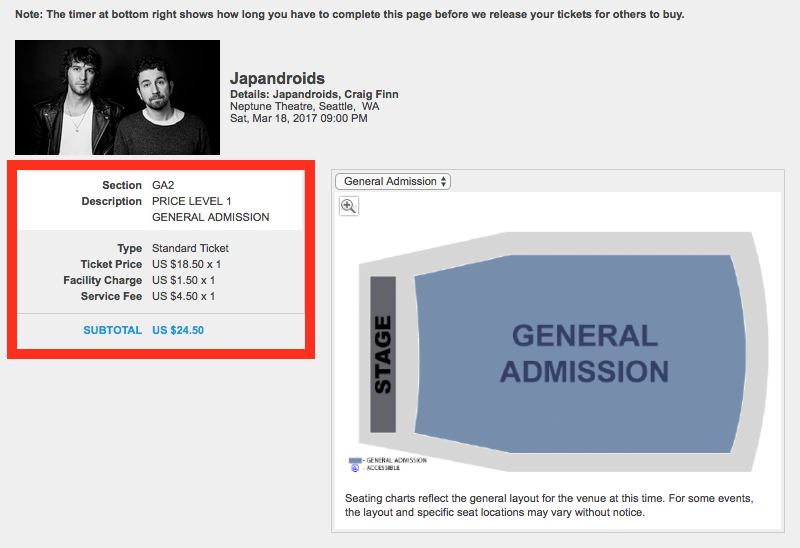 Note: The timer at bottom right shows how long you have to complete this page before we release your tickets for others to buy.
Japandroids
Details: Japandroids, Craig Finn
Neptune Theatre, Seattle, WA
Sat, Mar 18, 2017 09:00 PM
Section GA2
Description PRICE LEVEL 1
GENERAL ADMISSION
Type Standard Ticket
Ticket Price US $18.50 x 1
Facility Charge US $1.50 x 1
Service Fee US $4.50 x 1
SUBTOTAL US $24.50
General Admission
STAGE
GENERAL
ADMISSION
- GENERAL ADMISSION
- ACCESSIBLE
Seating charts reflect the general layout for the venue at this time. For some events,
the layout and specific seat locations may vary without notice.